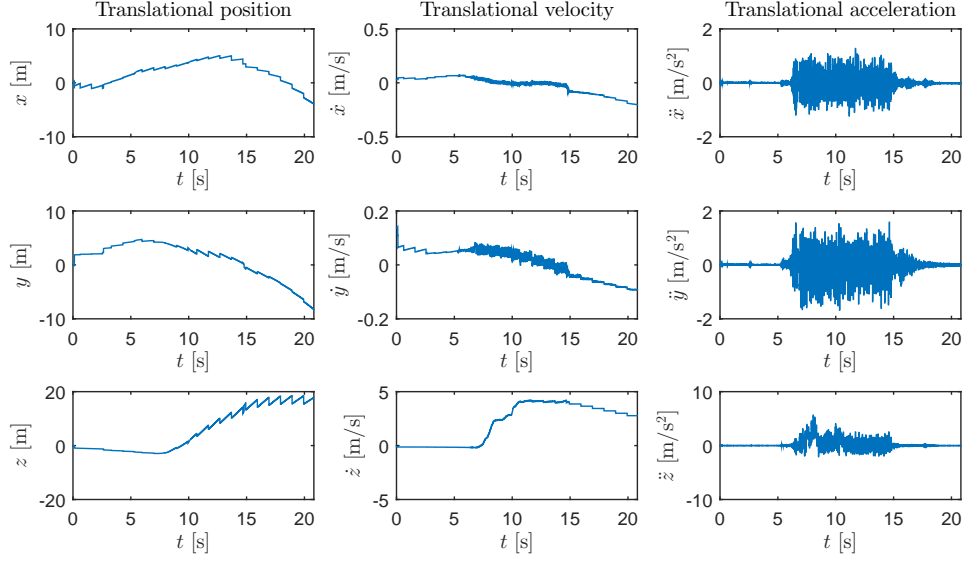 Translational position
Translational velocity
Translational acceleration
10
0
-10
x [m]
0 5 10 15 20
t [s]
0.5
0
-0.5
ẋ [m/s]
0 5 10 15 20
t [s]
2
0
-2
ẍ [m/s²]
0 5 10 15 20
t [s]
10
0
-10
y [m]
0 5 10 15 20
t [s]
0.2
0
-0.2
ẏ [m/s]
0 5 10 15 20
t [s]
2
0
-2
ÿ [m/s²]
0 5 10 15 20
t [s]
20
0
-20
z [m]
0 5 10 15 20
t [s]
5
0
-5
ż [m/s]
0 5 10 15 20
t [s]
10
0
-10
z̈ [m/s²]
0 5 10 15 20
t [s]